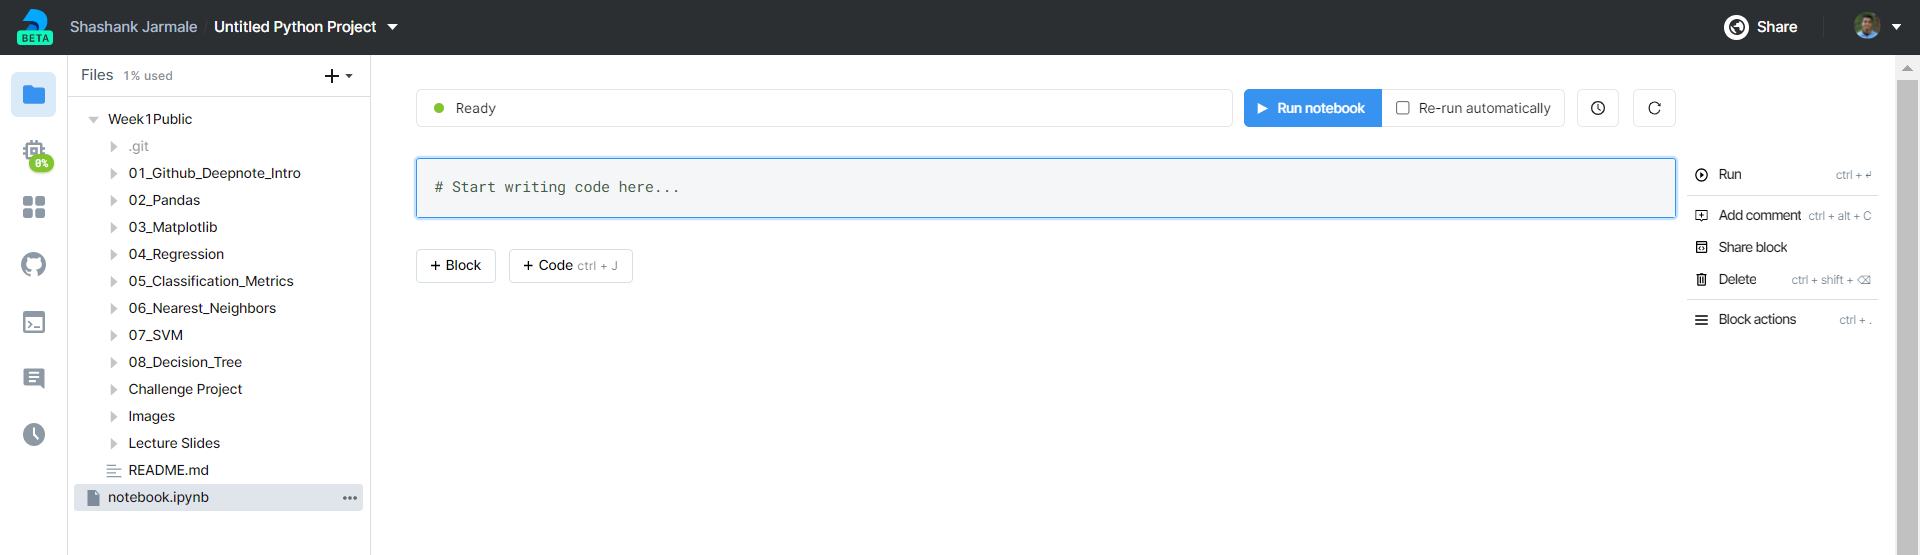 BETA
Shashank Jarmale / Untitled Python Project
Share
Files 1% used
Week1Public
.git
01_Github_Deepnote_Intro
02_Pandas
03_Matplotlib
04_Regression
05_Classification_Metrics
06_Nearest_Neighbors
07_SVM
08_Decision_Tree
Challenge Project
Images
Lecture Slides
README.md
notebook.ipynb
0%
Ready
Run notebook
Re-run automatically
# Start writing code here...
+ Block
+ Code ctrl + J
Run ctrl + ↵
Add comment ctrl + alt + C
Share block
Delete ctrl + shift + ⌫
Block actions ctrl + .